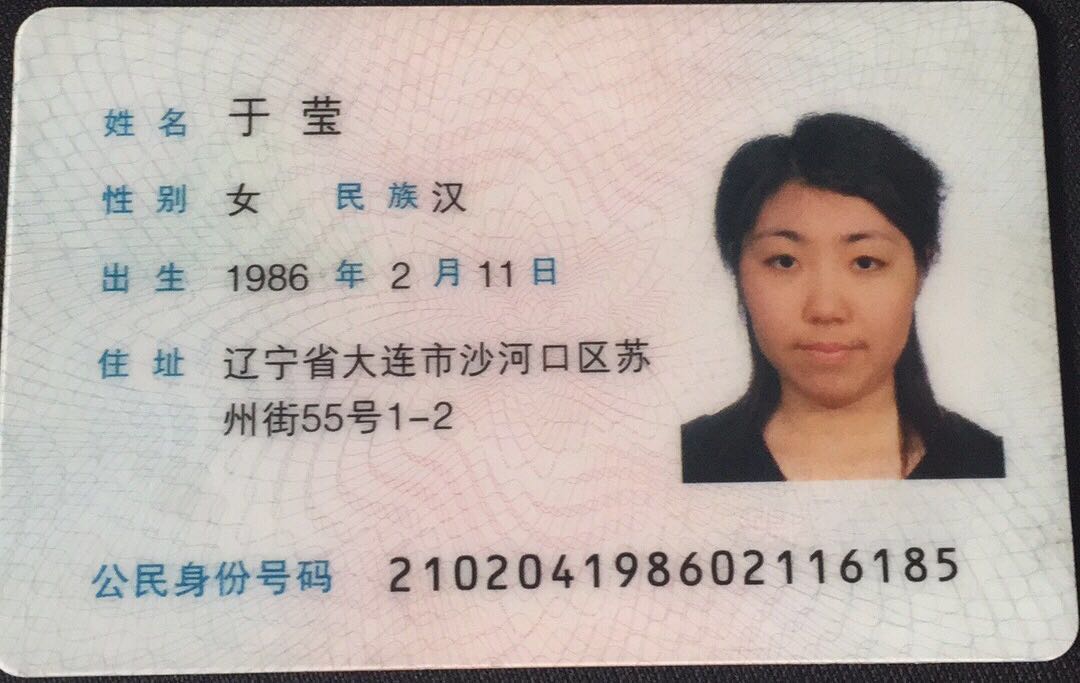 姓名 于莹
性别 女 民族 汉
出生 1986 年 2 月 11 日
住址 辽宁省大连市沙河口区苏
州街55号1-2
公民身份号码 210204198602116185